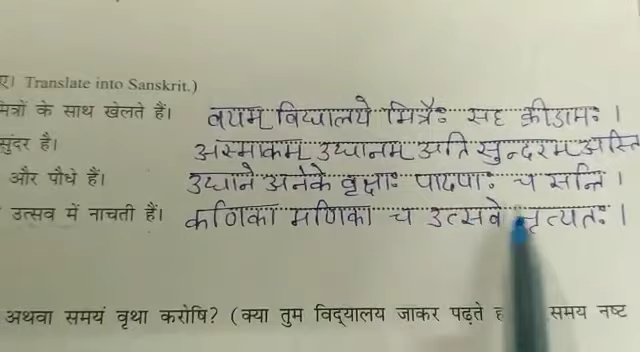 ए। Translate into Sanskrit.)
मित्रों के साथ खेलते हैं। वयम् विद्यालये मित्रैः सह क्रीडामः।
सुंदर है। अस्माकम् उद्यानम् अति सुन्दरम् अस्ति
और पौधे हैं। उद्याने अनेके वृक्षाः पादपाः च सन्ति।
उत्सव में नाचती हैं। कणिका मणिका च उत्सवे नृत्यतः।
अथवा समयं वृथा करोषि? (क्या तुम विद्यालय जाकर पढ़ते समय नष्ट